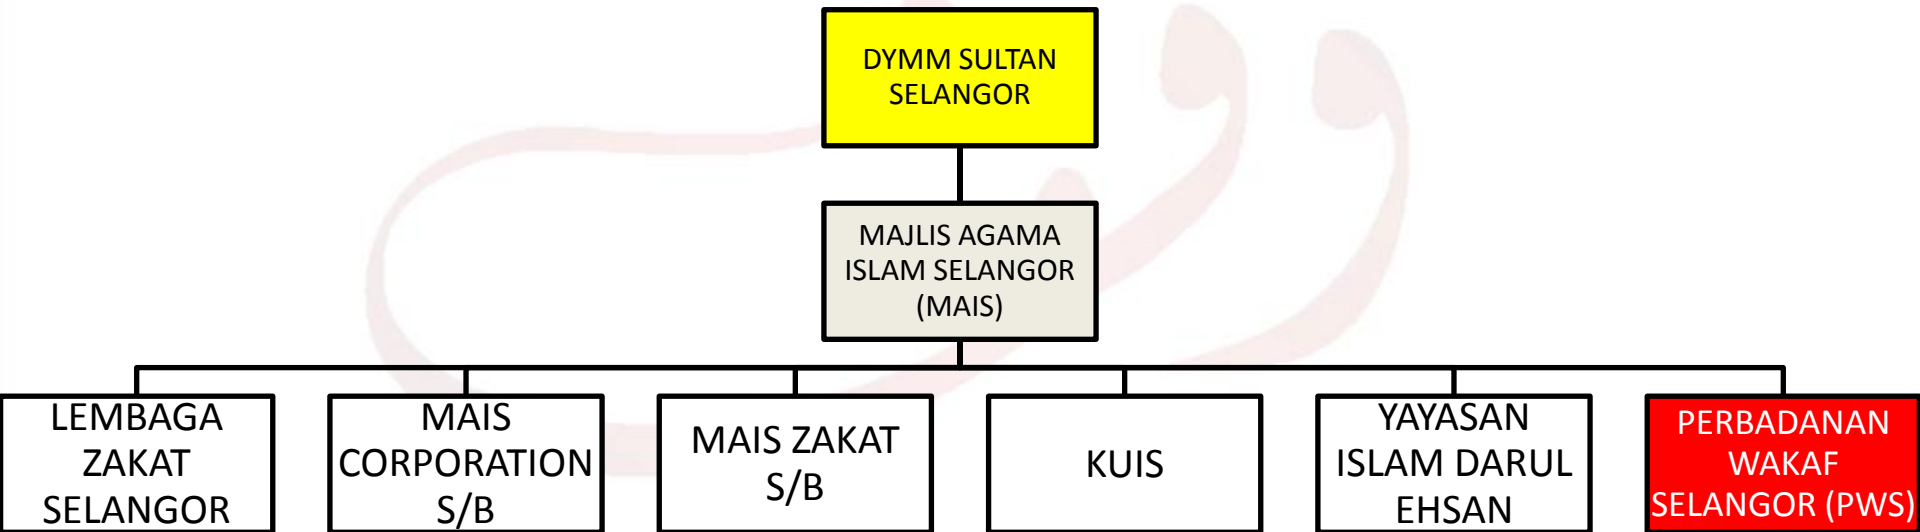 DYMM SULTAN
SELANGOR
MAJLIS AGAMA
ISLAM SELANGOR
(MAIS)
LEMBAGA
ZAKAT
SELANGOR
MAIS
CORPORATION
S/B
MAIS ZAKAT
S/B
KUIS
YAYASAN
ISLAM DARUL
EHSAN
PERBADANAN
WAKAF
SELANGOR (PWS)